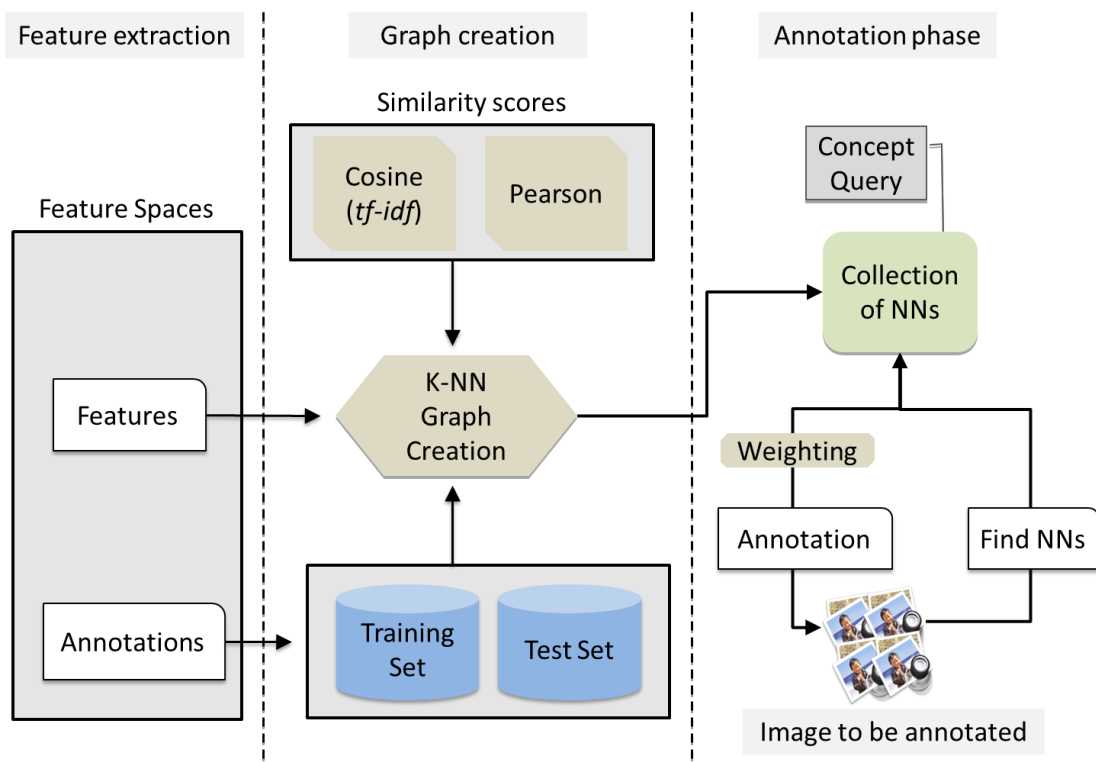 Feature extraction
Graph creation
Annotation phase
Similarity scores
Cosine
(tf-idf)
Pearson
Concept
Query
Feature Spaces
Collection
of NNs
K-NN
Graph
Creation
Features
Weighting
Annotation
Find NNs
Annotations
Training
Set
Test Set
Image to be annotated